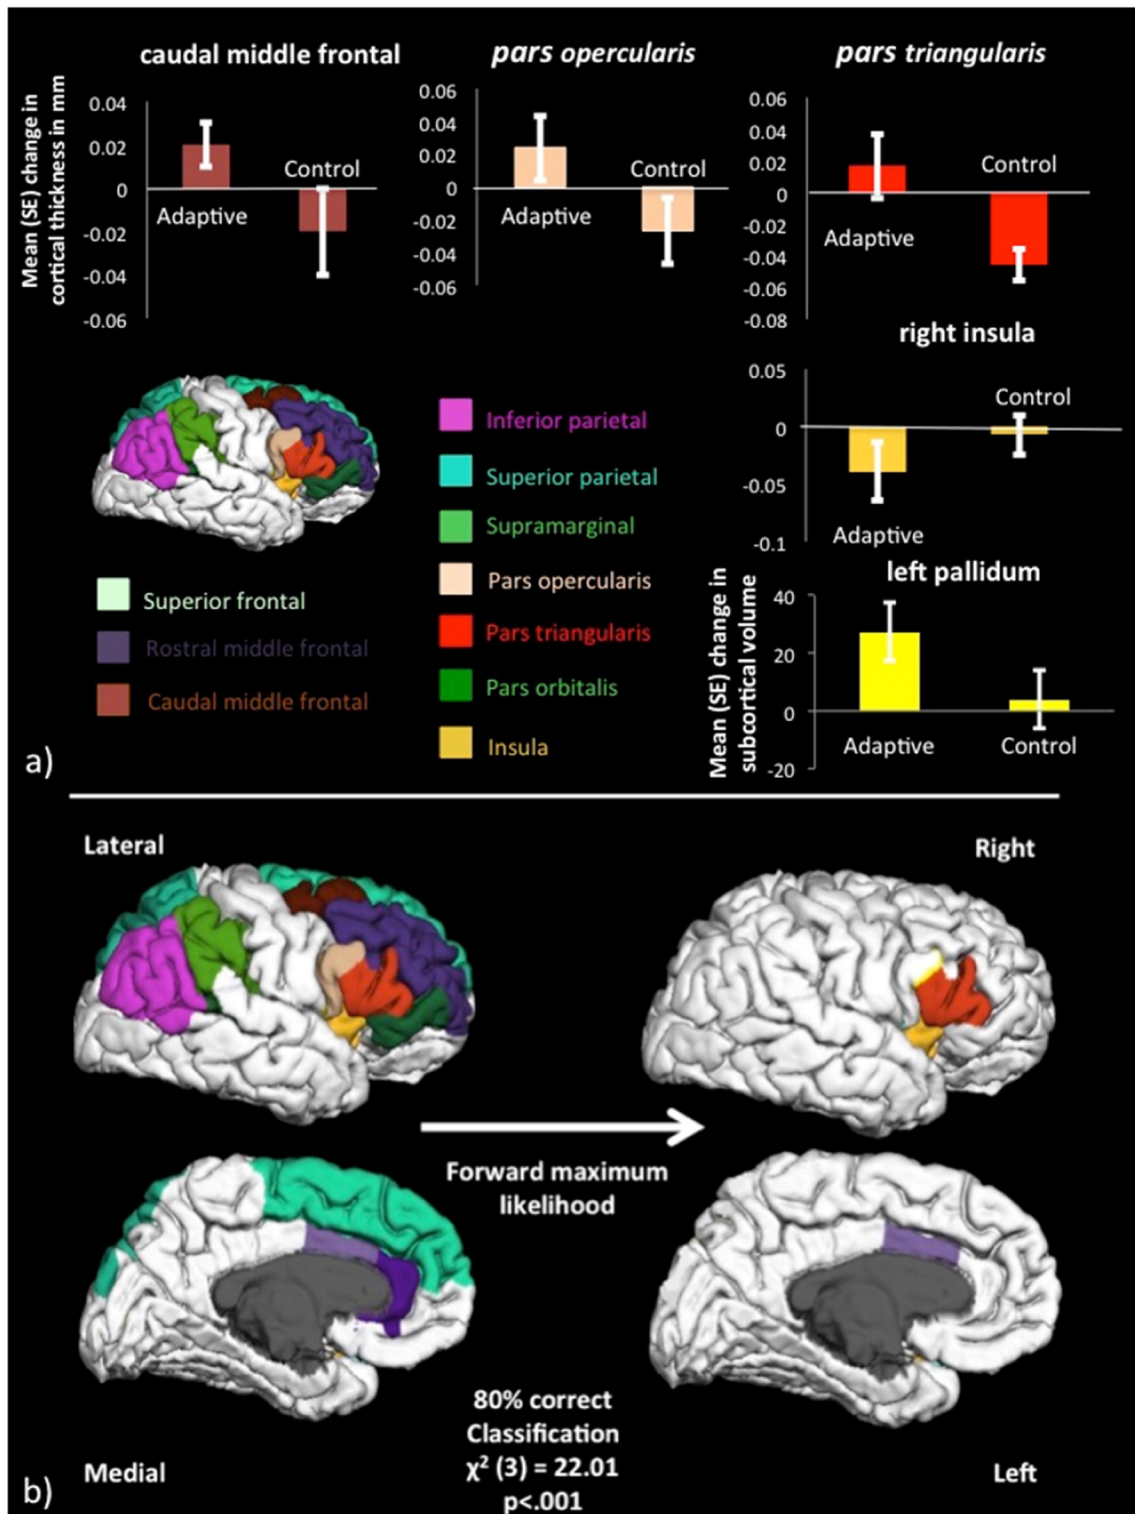 caudal middle frontal
Mean (SE) change in
cortical thickness in mm
0.04
0.02
0
-0.02
-0.04
-0.06
Adaptive
Control
pars opercularis
0.06
0.04
0.02
0
-0.02
-0.04
-0.06
Adaptive
Control
pars triangularis
0.06
0.04
0.02
0
-0.02
-0.04
-0.06
-0.08
Adaptive
Control
right insula
0.05
0
-0.05
-0.1
Adaptive
Control
Superior frontal
Rostral middle frontal
Caudal middle frontal
Inferior parietal
Superior parietal
Supramarginal
Pars opercularis
Pars triangularis
Pars orbitalis
Insula
left pallidum
Mean (SE) change in
subcortical volume
40
20
0
-20
Adaptive
Control
a)
Lateral
Right
Forward maximum
likelihood
80% correct
Classification
χ² (3) = 22.01
p<.001
Medial
Left
b)